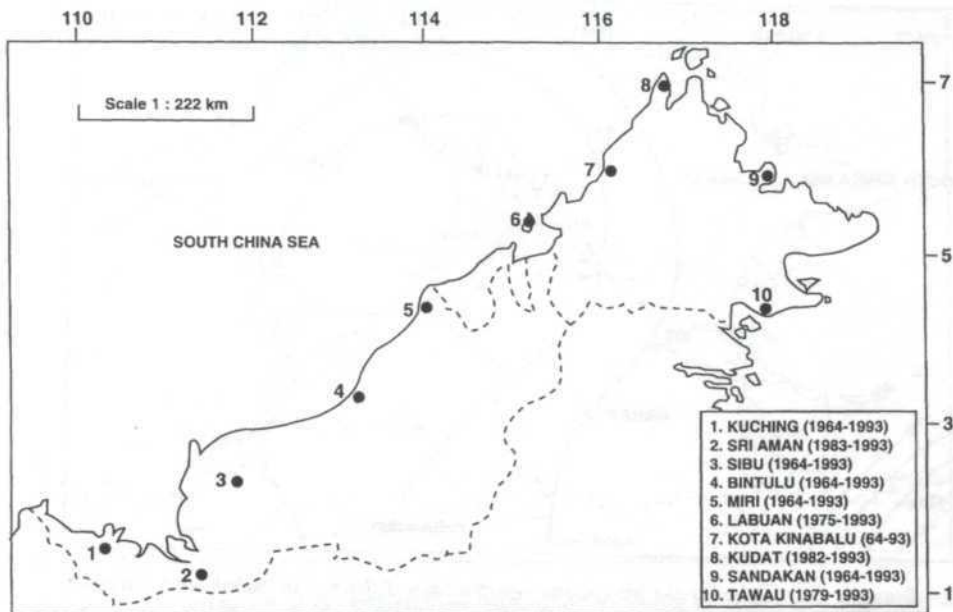 110 112 114 116 118
Scale 1 : 222 km
8
7
7
9
6
SOUTH CHINA SEA
5
10
5
4
3
3
1
2
1
1. KUCHING (1964-1993)
2. SRI AMAN (1983-1993)
3. SIBU (1964-1993)
4. BINTULU (1964-1993)
5. MIRI (1964-1993)
6. LABUAN (1975-1993)
7. KOTA KINABALU (64-93)
8. KUDAT (1982-1993)
9. SANDAKAN (1964-1993)
10. TAWAU (1979-1993)